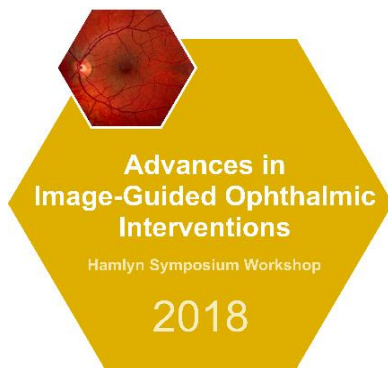 Advances in
Image-Guided Ophthalmic
Interventions
Hamlyn Symposium Workshop
2018